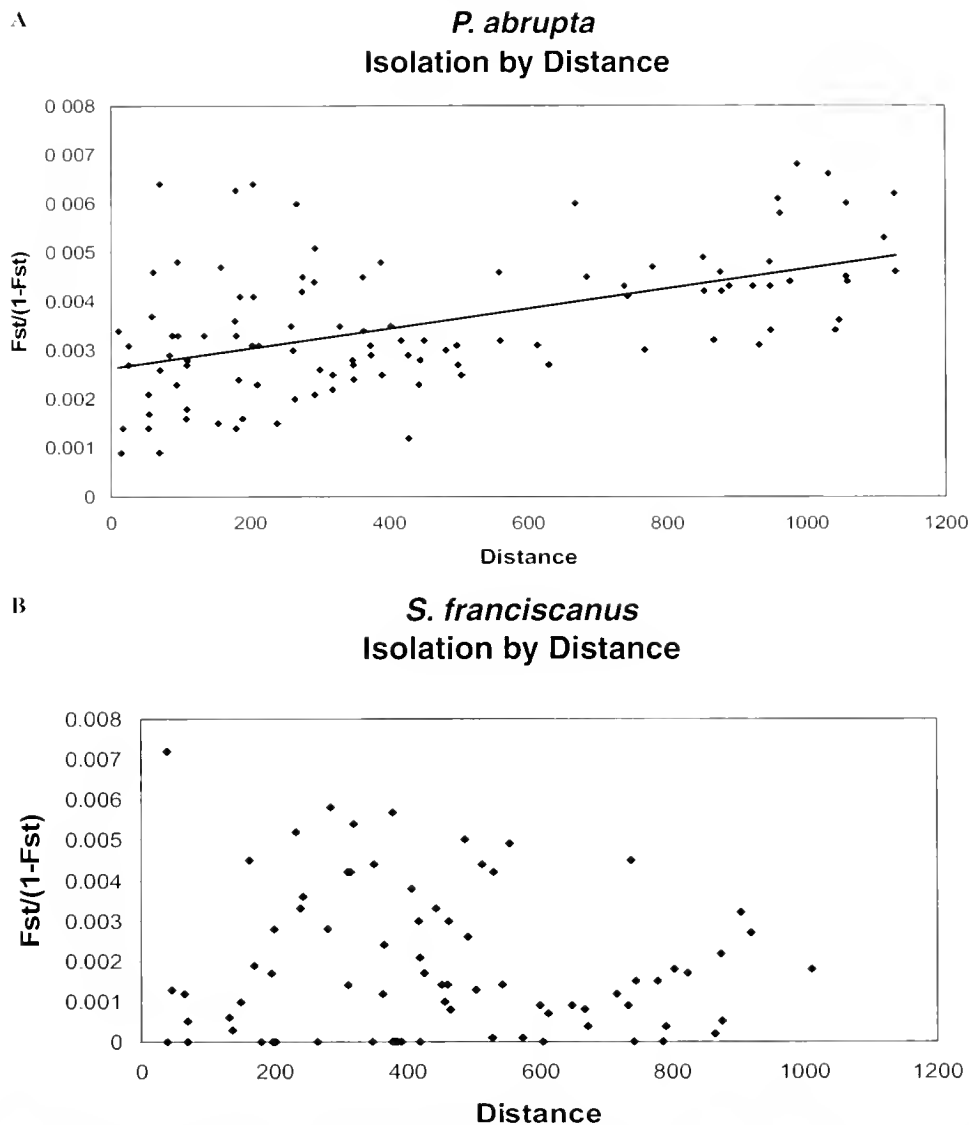 A
P. abrupta
Isolation by Distance
0 008
0 007
0 006
0 005
0 004
0 003
0 002
0 001
0
Fst/(1-Fst)
0 200 400 600 800 1000 1200
Distance
B
S. franciscanus
Isolation by Distance
0.008
0.007
0.006
0.005
0.004
0.003
0.002
0.001
0
Fst/(1-Fst)
0 200 400 600 800 1000 1200
Distance